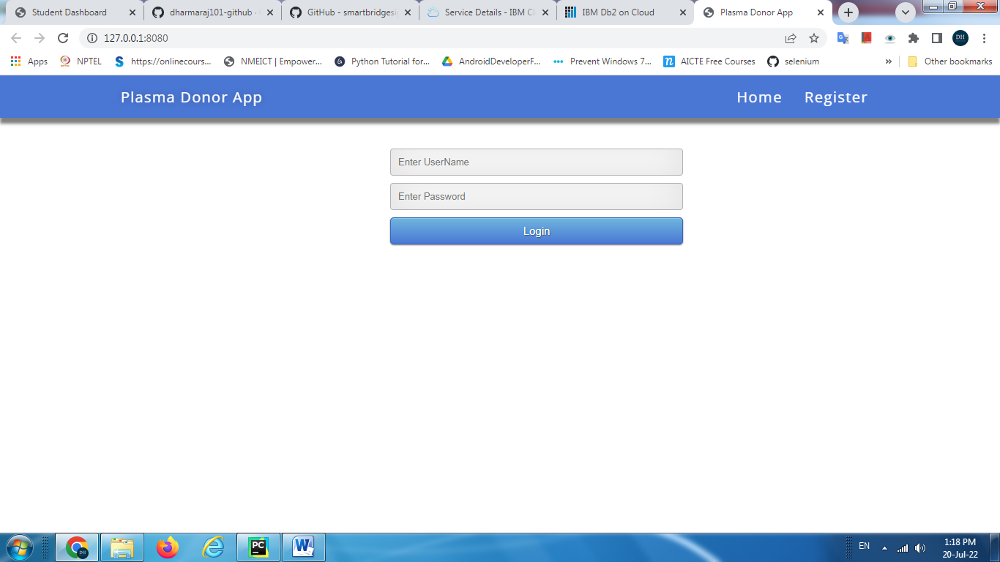 Student Dashboard
dharmaraj101-github
GitHub - smartbridge
Service Details - IBM Cl
IBM Db2 on Cloud
Plasma Donor App
127.0.0.1:8080
DH
Apps
NPTEL
https://onlinecours...
NMEICT | Empower...
Python Tutorial for...
AndroidDeveloperF...
Prevent Windows 7...
AICTE Free Courses
selenium
»
Other bookmarks
Plasma Donor App
Home
Register
Enter UserName
Enter Password
Login
DH
PC
W
EN
1:18 PM
20-Jul-22